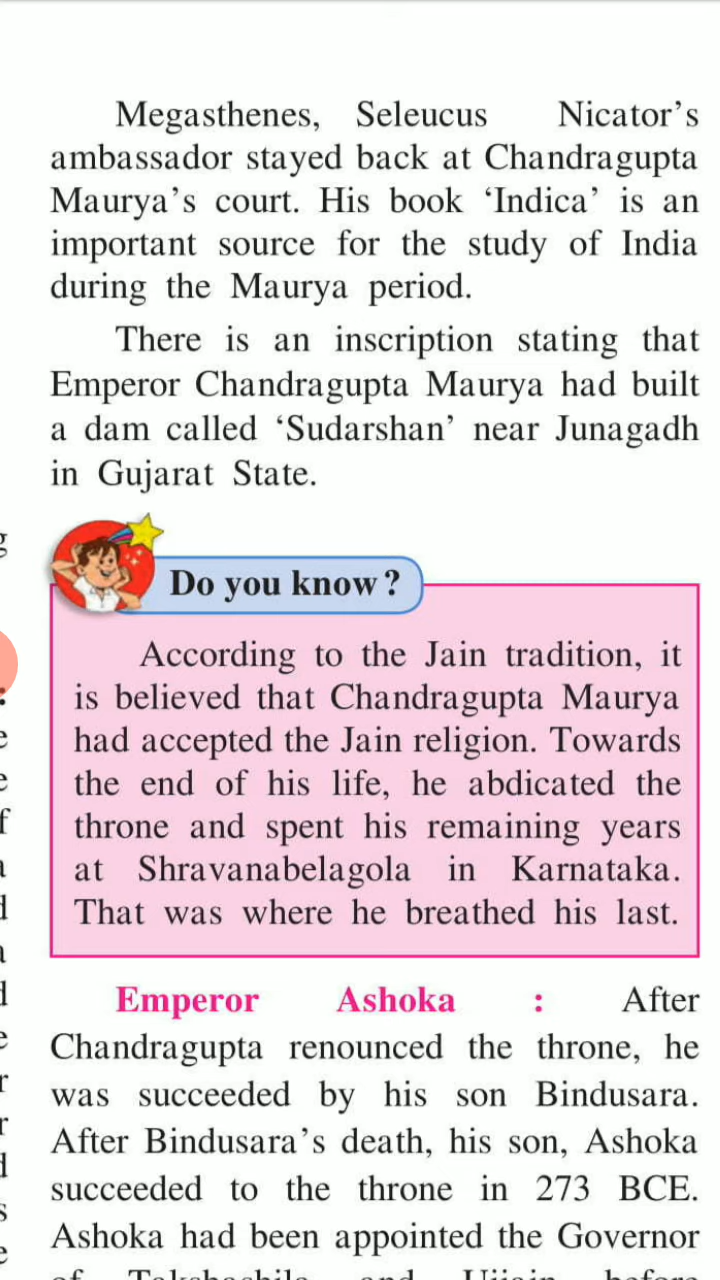 Megasthenes, Seleucus Nicator’s
ambassador stayed back at Chandragupta
Maurya’s court. His book ‘Indica’ is an
important source for the study of India
during the Maurya period.
There is an inscription stating that
Emperor Chandragupta Maurya had built
a dam called ‘Sudarshan’ near Junagadh
in Gujarat State.
Do you know ?
According to the Jain tradition, it
is believed that Chandragupta Maurya
had accepted the Jain religion. Towards
the end of his life, he abdicated the
throne and spent his remaining years
at Shravanabelagola in Karnataka.
That was where he breathed his last.
Emperor Ashoka : After
Chandragupta renounced the throne, he
was succeeded by his son Bindusara.
After Bindusara’s death, his son, Ashoka
succeeded to the throne in 273 BCE.
Ashoka had been appointed the Governor